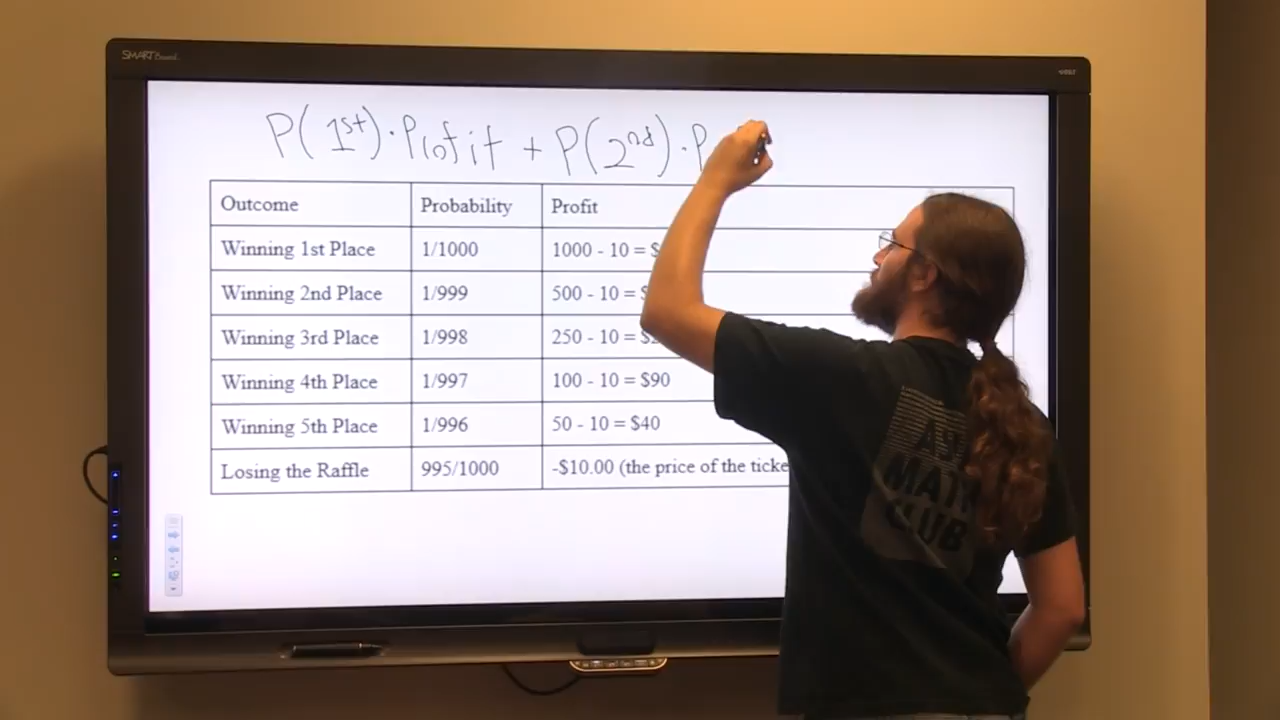 SMART Board
P(1st)·Profit + P(2nd)·P
Outcome Probability Profit
Winning 1st Place 1/1000 1000 - 10 = $
Winning 2nd Place 1/999 500 - 10 = $
Winning 3rd Place 1/998 250 - 10 = $
Winning 4th Place 1/997 100 - 10 = $90
Winning 5th Place 1/996 50 - 10 = $40
Losing the Raffle 995/1000 -$10.00 (the price of the ticke
MATH
CLUB